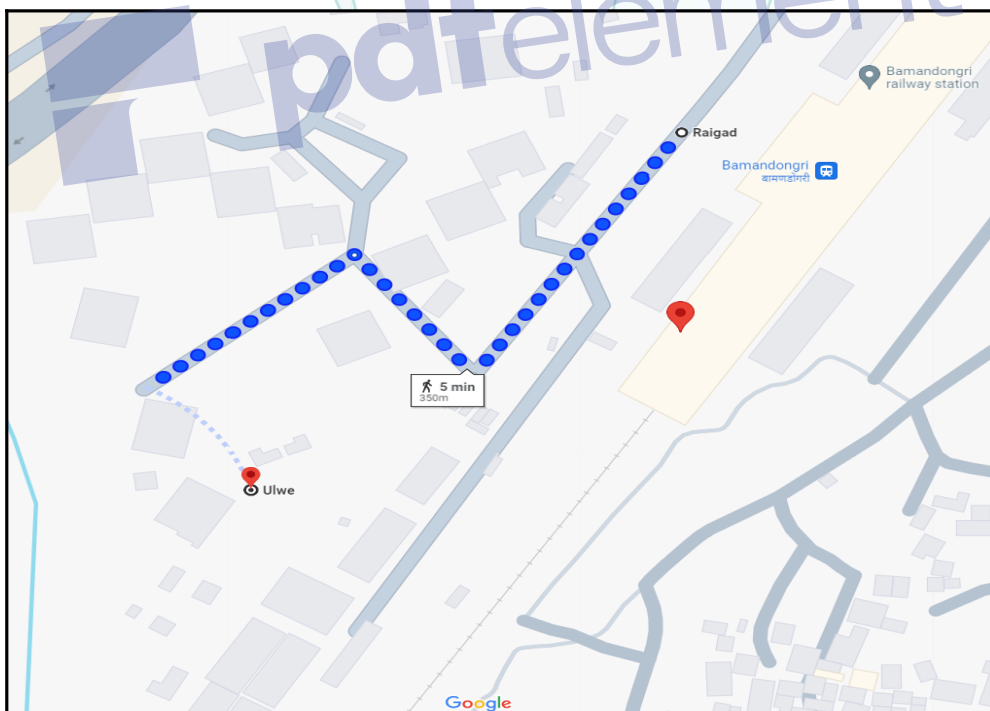 pdfelement
Bamandongri
railway station
Raigad
Bamandongri
बामणडोंगरी
5 min
350m
Ulwe
Google